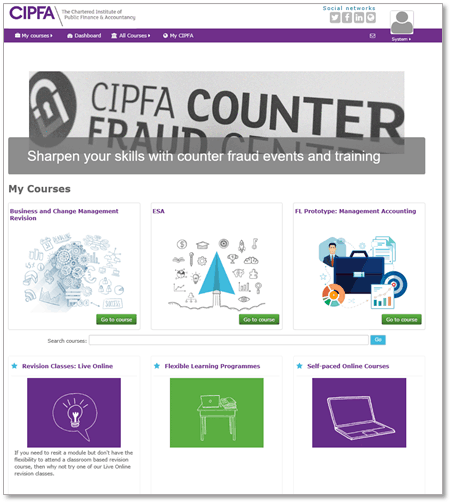 CIPFA The Chartered Institute of
Public Finance & Accountancy
Social networks
My courses Dashboard All Courses My CIPFA
System
CIPFA COUNTER
FRAUD CENTRE
Sharpen your skills with counter fraud events and training
My Courses
Business and Change Management
Revision
ESA
FL Prototype: Management Accounting
Go to course
Go to course
Go to course
Search courses:
Go
Revision Classes: Live Online
Flexible Learning Programmes
Self-paced Online Courses
If you need to resit a module but don't have the
flexibility to attend a classroom based revision
course, then why not try one of our Live Online
revision classes.